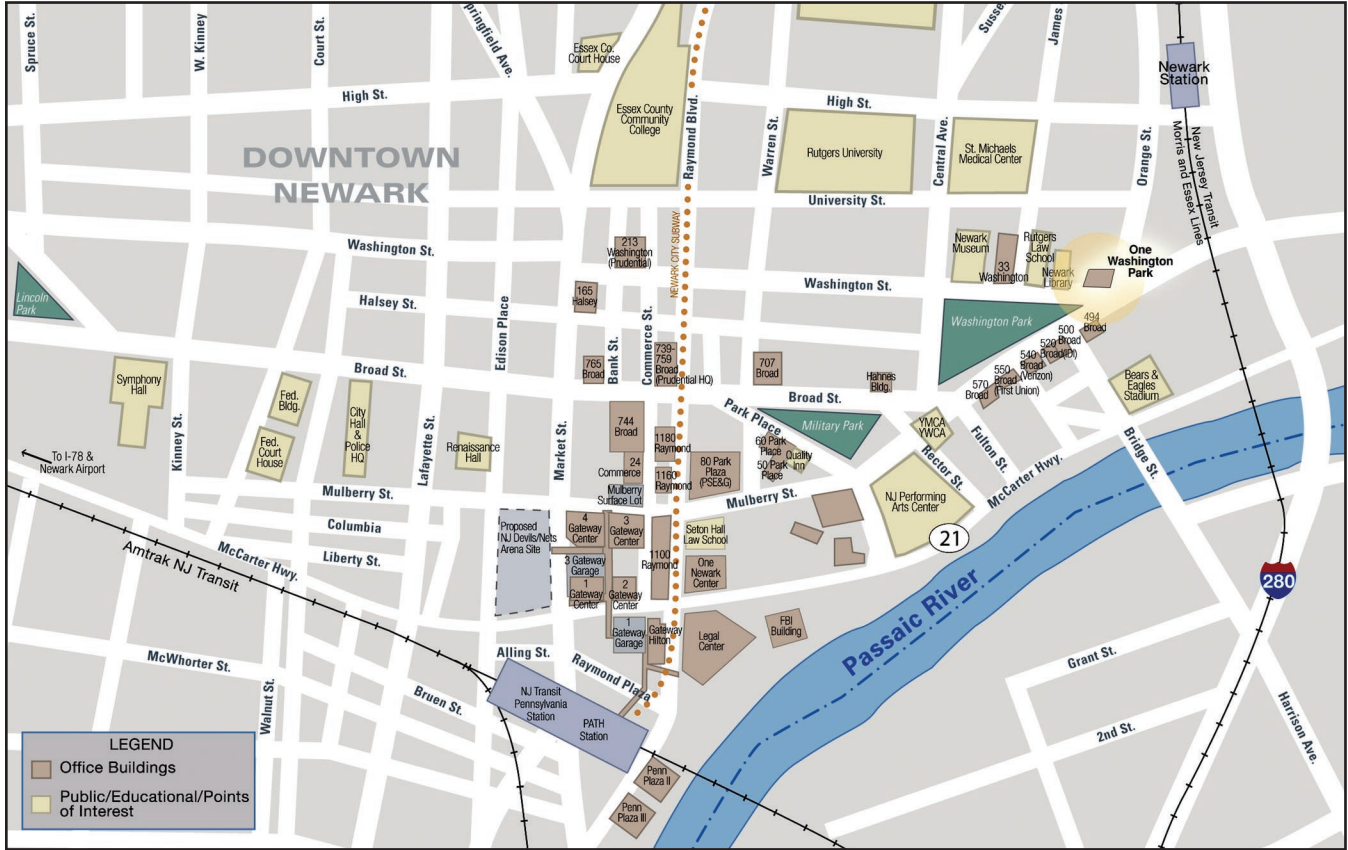 Spruce St.
W. Kinney
Court St.
Springfield Ave.
Essex Co.
Court House
Susse
James
Newark
Station
High St.
Essex County
Community
College
Raymond Blvd.
High St.
Warren St.
Rutgers University
Central Ave.
St. Michaels
Medical Center
Orange St.
New Jersey Transit
Morris and Essex Lines
DOWNTOWN
NEWARK
University St.
Washington St.
213
Washington
(Prudential)
NEWARK CITY SUBWAY
Newark
Museum
33
Washington
Rutgers
Law
School
Newark
Library
One
Washington
Park
Lincoln
Park
Halsey St.
Edison Place
165
Halsey
Washington St.
Washington Park
494
Broad
500
Broad
520
Broad(IDI)
540
Broad
(Verizon)
550
Broad
(First Union)
570
Broad
Bank St.
Commerce St.
739-
759
Broad
(Prudential HQ)
765
Broad
707
Broad
Hahnes
Bldg.
Broad St.
Broad St.
Symphony
Hall
Fed.
Bldg.
City
Hall
&
Police
HQ
Fed.
Court
House
Kinney St.
Lafayette St.
Renaissance
Hall
Market St.
744
Broad
24
Commerce
1180
Raymond
1160
Raymond
Mulberry
Surface Lot
80 Park
Plaza
(PSE&G)
Park Place
Military Park
60 Park
Place
50 Park
Place
Quality
Inn
YMCA
YWCA
Rector St.
Fulton St.
Bears &
Eagles
Stadium
Bridge St.
McCarter Hwy.
To I-78 &
Newark Airport
Mulberry St.
Mulberry St.
NJ Performing
Arts Center
21
Columbia
Liberty St.
McCarter Hwy.
Amtrak NJ Transit
Proposed
NJ Devils/Nets
Arena Site
4
Gateway
Center
3
Gateway
Center
3 Gateway
Garage
1
Gateway
Center
2
Gateway
Center
1100
Raymond
Seton Hall
Law School
One
Newark
Center
1
Gateway
Garage
Gateway
Hilton
Legal
Center
FBI
Building
Passaic River
280
McWhorter St.
Walnut St.
Bruen St.
Alling St.
Raymond Plaza
NJ Transit
Pennsylvania
Station
PATH
Station
Penn
Plaza II
Penn
Plaza III
Grant St.
2nd St.
Harrison Ave.
LEGEND
Office Buildings
Public/Educational/Points
of Interest